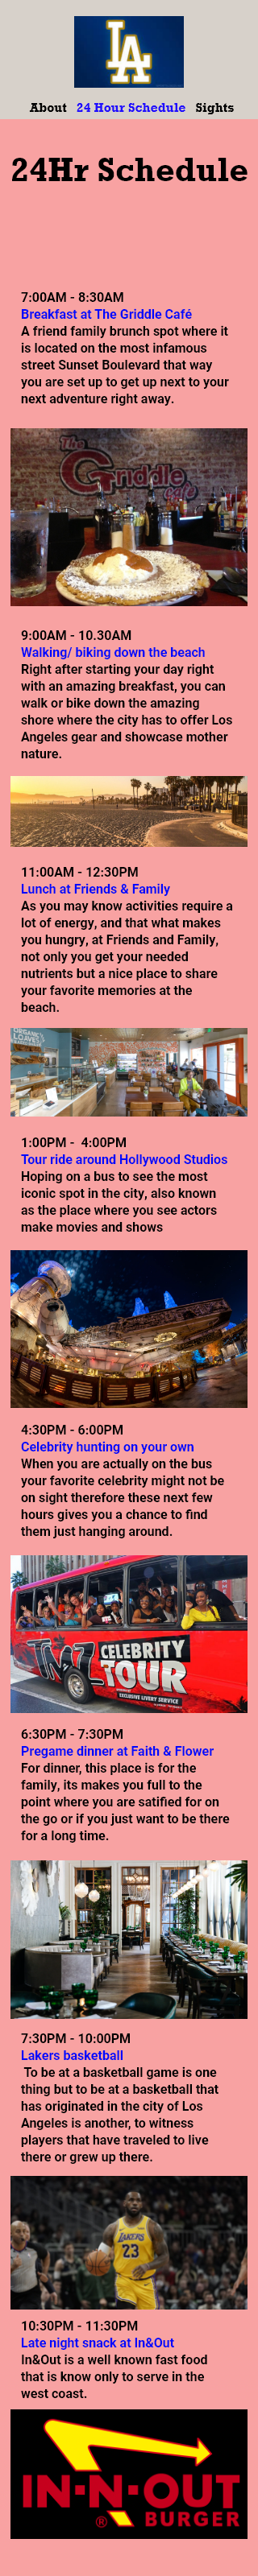 LA
About 24 Hour Schedule Sights
24Hr Schedule
7:00AM - 8:30AM
Breakfast at The Griddle Café
A friend family brunch spot where it
is located on the most infamous
street Sunset Boulevard that way
you are set up to get up next to your
next adventure right away.
The
Griddle
Cafe
9:00AM - 10.30AM
Walking/ biking down the beach
Right after starting your day right
with an amazing breakfast, you can
walk or bike down the amazing
shore where the city has to offer Los
Angeles gear and showcase mother
nature.
11:00AM - 12:30PM
Lunch at Friends & Family
As you may know activities require a
lot of energy, and that what makes
you hungry, at Friends and Family,
not only you get your needed
nutrients but a nice place to share
your favorite memories at the
beach.
ORGANIC
LOAVES
1:00PM -  4:00PM
Tour ride around Hollywood Studios
Hoping on a bus to see the most
iconic spot in the city, also known
as the place where you see actors
make movies and shows
4:30PM - 6:00PM
Celebrity hunting on your own
When you are actually on the bus
your favorite celebrity might not be
on sight therefore these next few
hours gives you a chance to find
them just hanging around.
TMZ CELEBRITY
TOUR
EXCLUSIVE LIVERY SERVICE
6:30PM - 7:30PM
Pregame dinner at Faith & Flower
For dinner, this place is for the
family, its makes you full to the
point where you are satified for on
the go or if you just want to be there
for a long time.
7:30PM - 10:00PM
Lakers basketball
To be at a basketball game is one
thing but to be at a basketball that
has originated in the city of Los
Angeles is another, to witness
players that have traveled to live
there or grew up there.
LAKERS
23
10:30PM - 11:30PM
Late night snack at In&Out
In&Out is a well known fast food
that is know only to serve in the
west coast.
IN-N-OUT
® BURGER